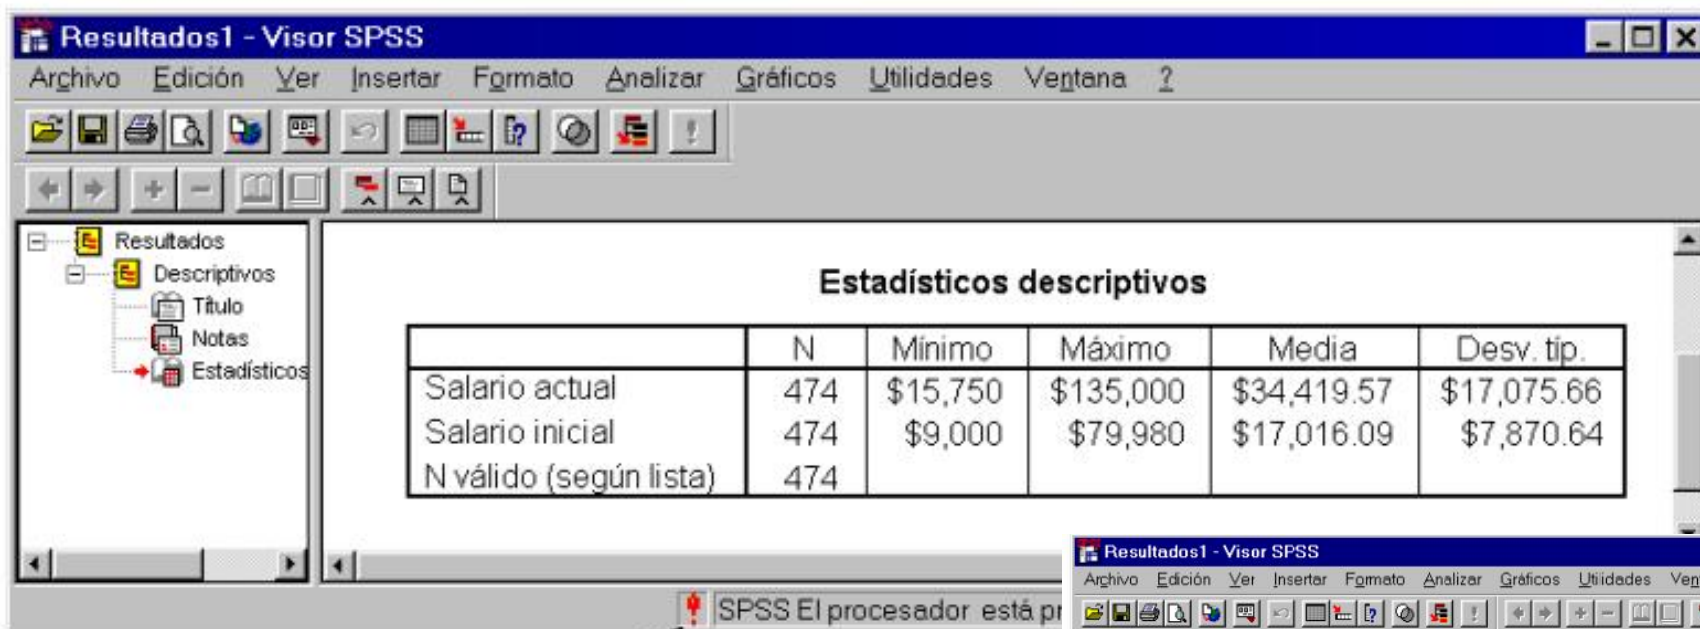 Resultados1 - Visor SPSS
Archivo Edición Ver Insertar Formato Analizar Gráficos Utilidades Ventana ?
Resultados
Descriptivos
Título
Notas
Estadísticos
Estadísticos descriptivos
N Mínimo Máximo Media Desv. típ.
Salario actual 474 $15,750 $135,000 $34,419.57 $17,075.66
Salario inicial 474 $9,000 $79,980 $17,016.09 $7,870.64
N válido (según lista) 474
SPSS El procesador está pr
Resultados1 - Visor SPSS
Archivo Edición Ver Insertar Formato Analizar Gráficos Utilidades Ven